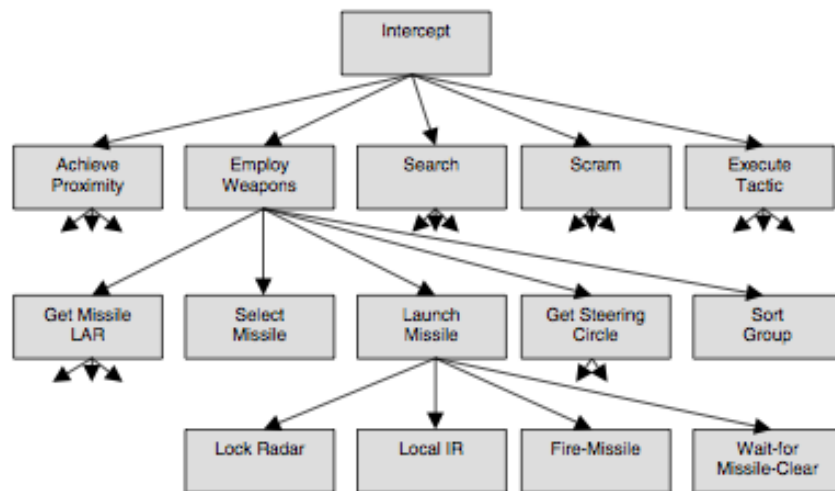 Intercept
Achieve
Proximity
Employ
Weapons
Search
Scram
Execute
Tactic
Get Missile
LAR
Select
Missile
Launch
Missile
Get Steering
Circle
Sort
Group
Lock Radar
Local IR
Fire-Missile
Wait-for
Missile-Clear